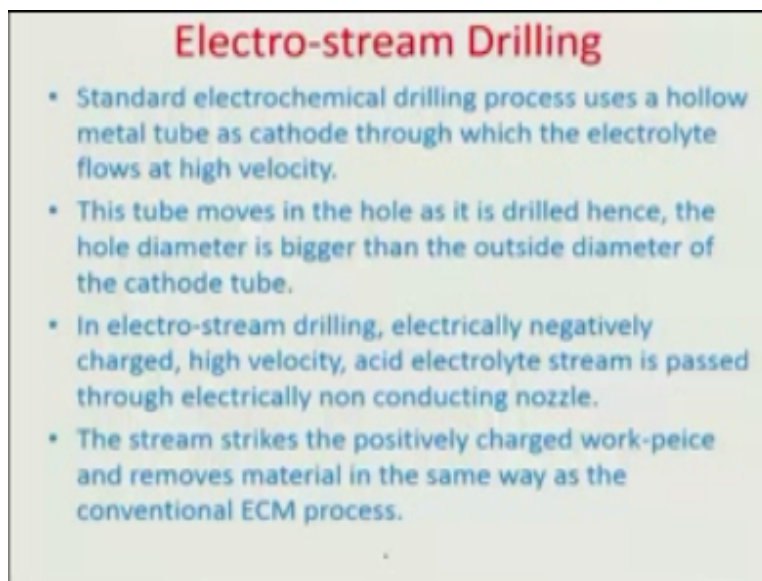 Electro-stream Drilling
• Standard electrochemical drilling process uses a hollow
metal tube as cathode through which the electrolyte
flows at high velocity.
• This tube moves in the hole as it is drilled hence, the
hole diameter is bigger than the outside diameter of
the cathode tube.
• In electro-stream drilling, electrically negatively
charged, high velocity, acid electrolyte stream is passed
through electrically non conducting nozzle.
• The stream strikes the positively charged work-peice
and removes material in the same way as the
conventional ECM process.